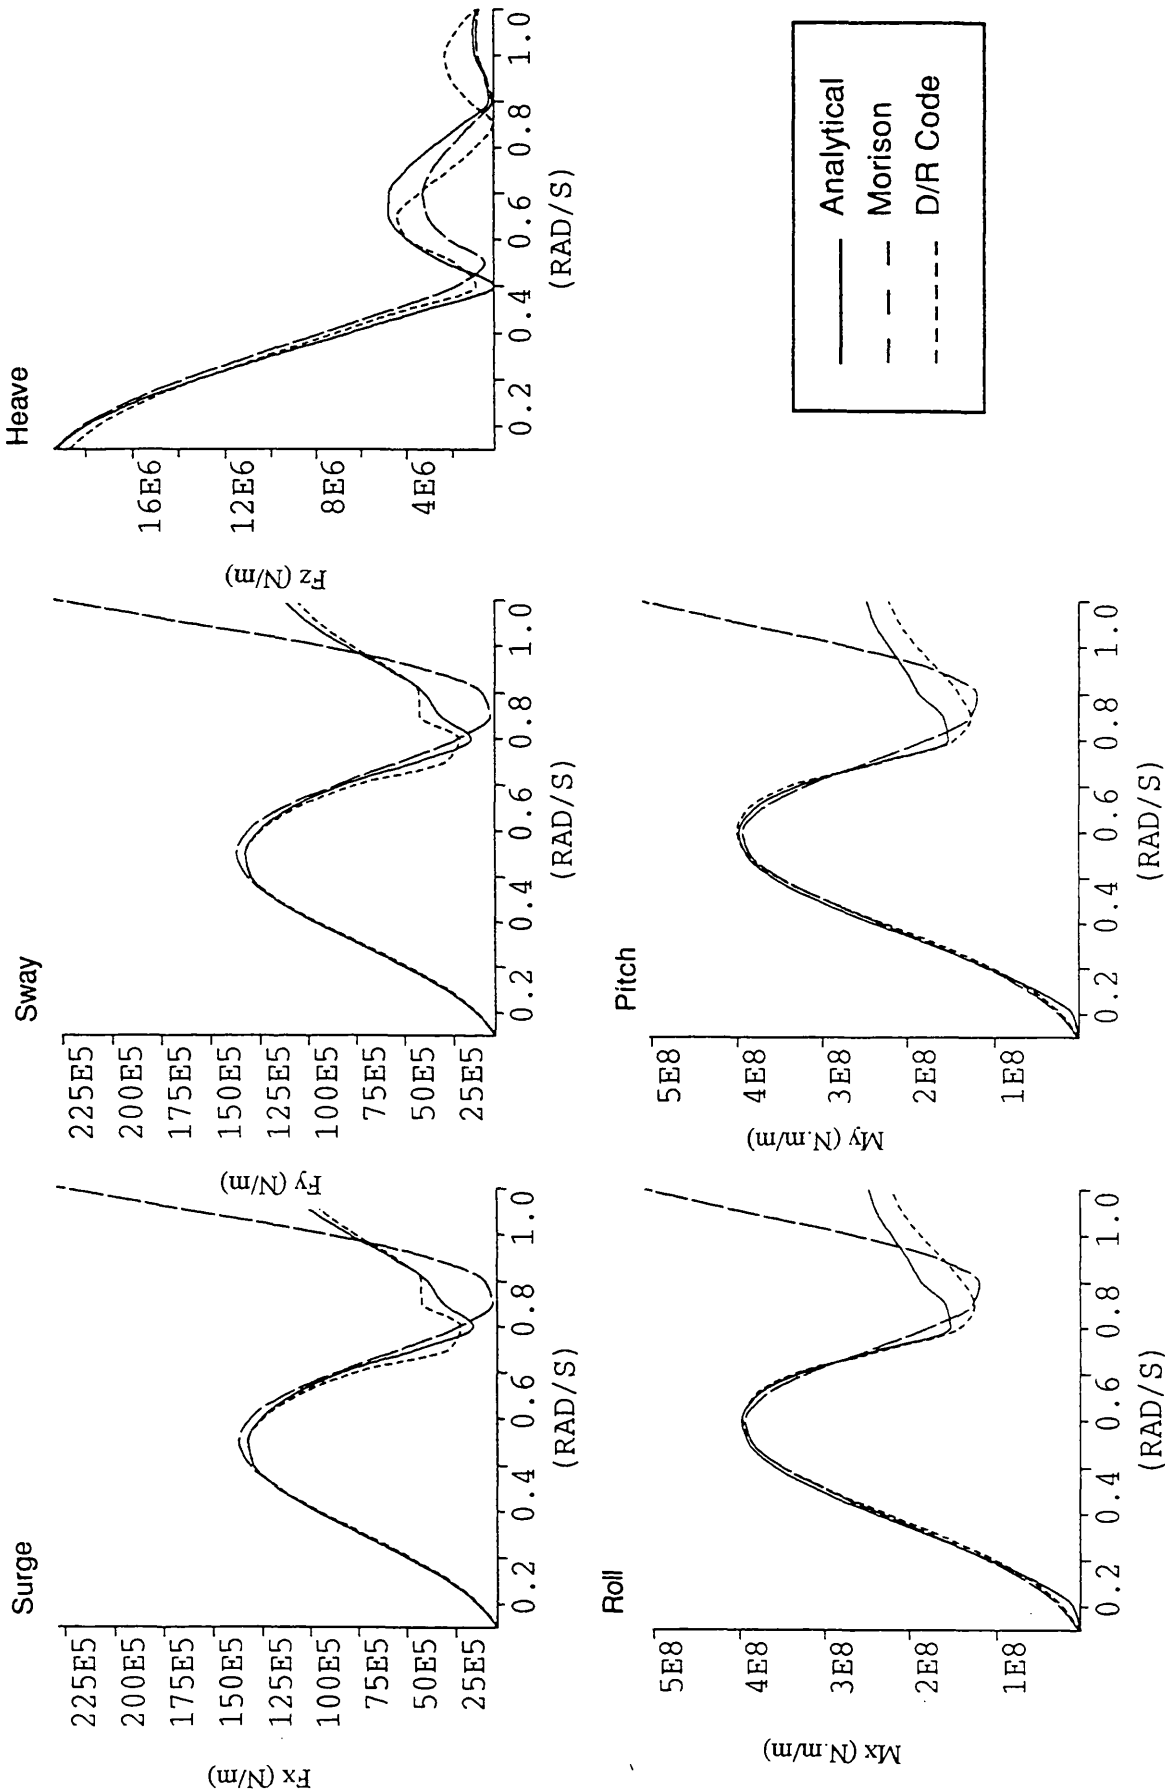 Surge
Fx (N/m)
225E5
200E5
175E5
150E5
125E5
100E5
75E5
50E5
25E5
0.2 0.4 0.6 0.8 1.0
(RAD/S)
Sway
Fy (N/m)
225E5
200E5
175E5
150E5
125E5
100E5
75E5
50E5
25E5
0.2 0.4 0.6 0.8 1.0
(RAD/S)
Heave
Fz (N/m)
16E6
12E6
8E6
4E6
0.2 0.4 0.6 0.8 1.0
(RAD/S)
Roll
Mx (N.m/m)
5E8
4E8
3E8
2E8
1E8
0.2 0.4 0.6 0.8 1.0
(RAD/S)
Pitch
My (N.m/m)
5E8
4E8
3E8
2E8
1E8
0.2 0.4 0.6 0.8 1.0
(RAD/S)
Analytical
Morison
D/R Code